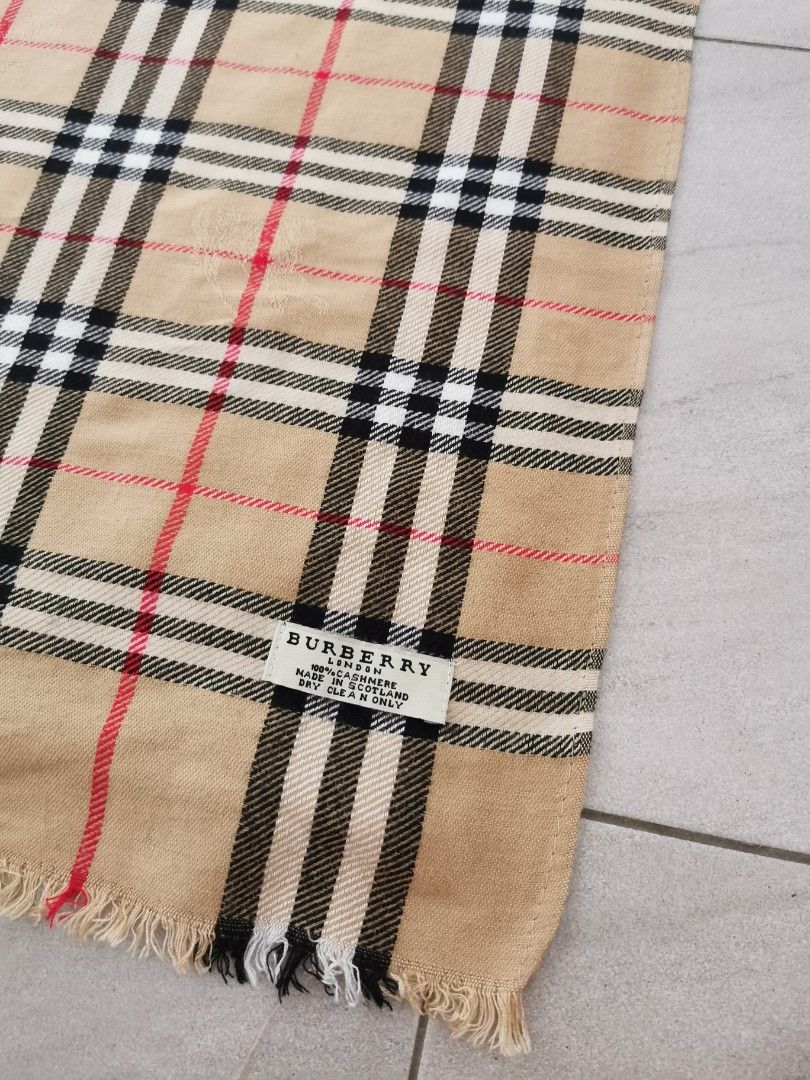 BURBERRY
LONDON
100% CASHMERE
MADE IN SCOTLAND
DRY CLEAN ONLY